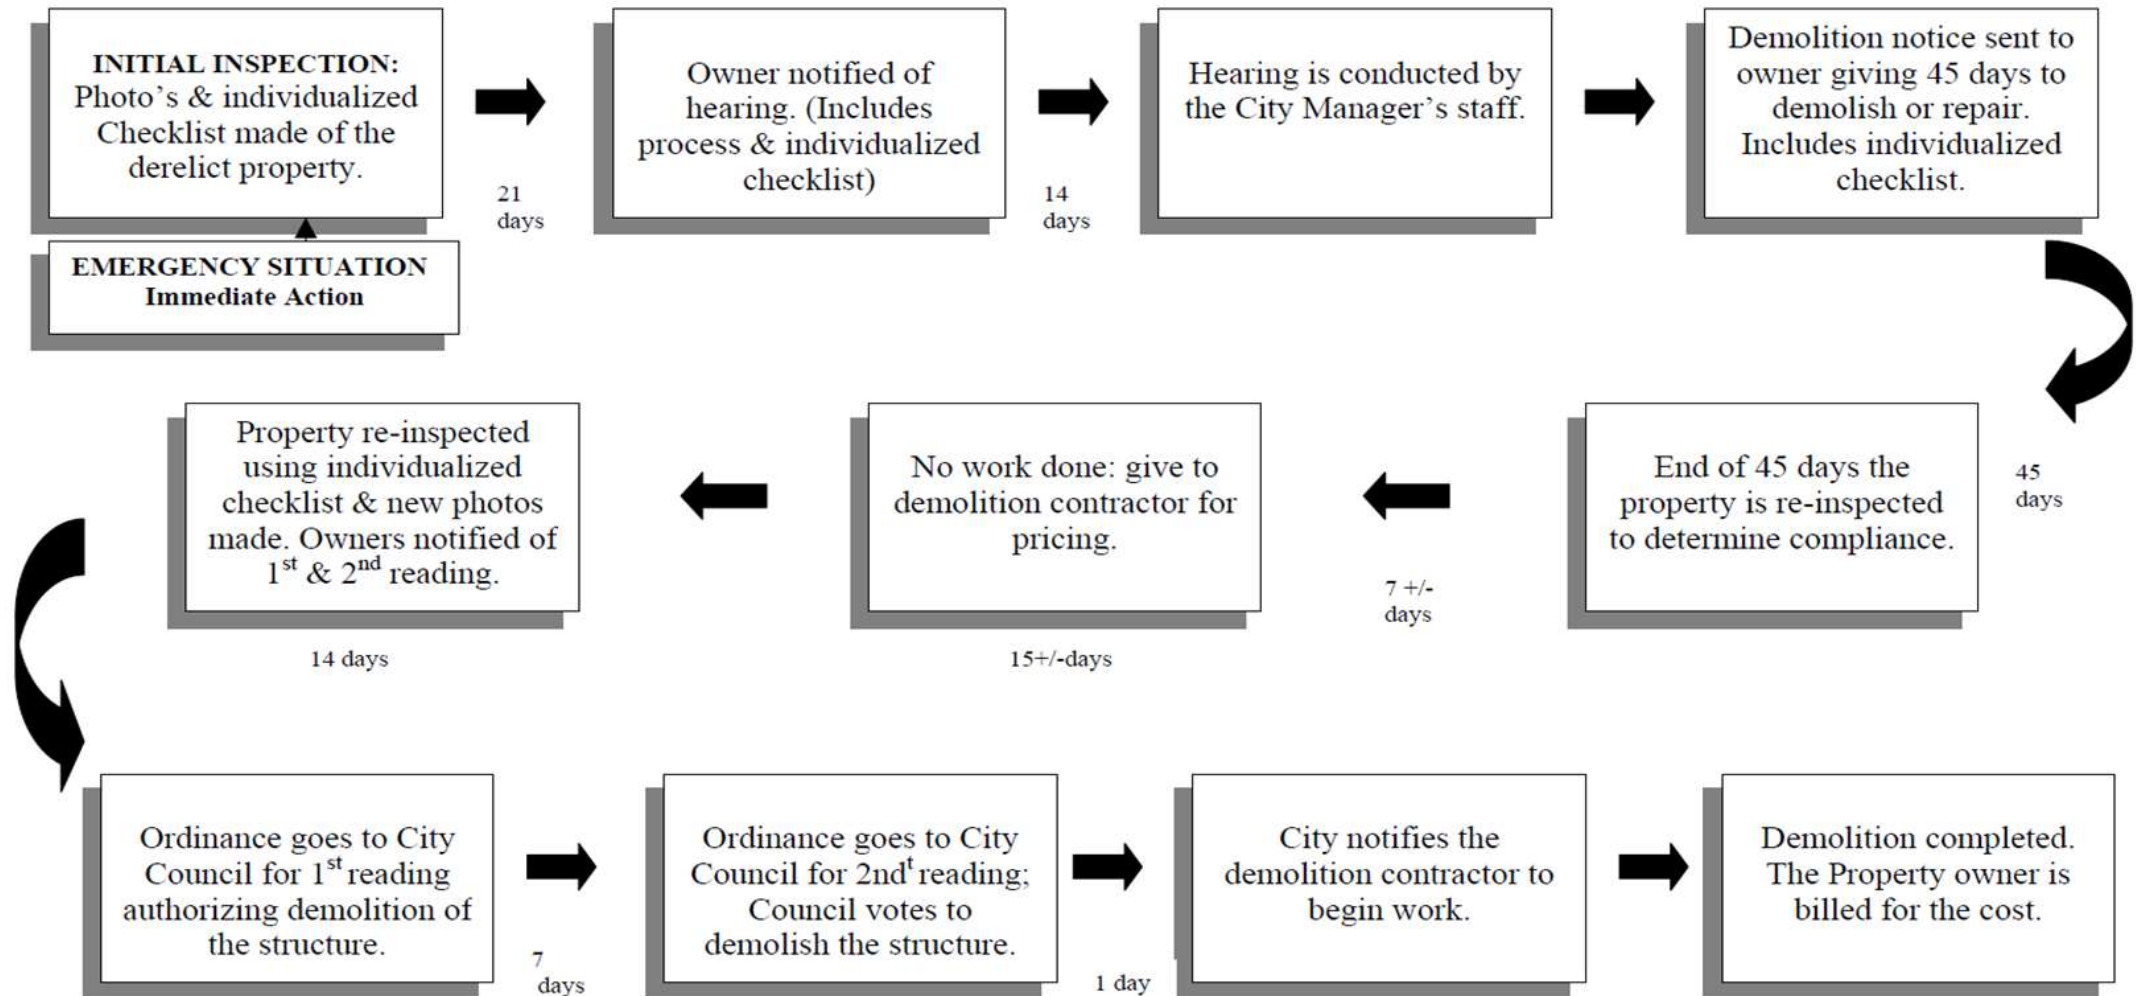 INITIAL INSPECTION:
Photo’s & individualized
Checklist made of the
derelict property.
21
days
Owner notified of
hearing. (Includes
process & individualized
checklist)
14
days
Hearing is conducted by
the City Manager’s staff.
Demolition notice sent to
owner giving 45 days to
demolish or repair.
Includes individualized
checklist.
EMERGENCY SITUATION
Immediate Action
45
days
End of 45 days the
property is re-inspected
to determine compliance.
7 +/-
days
No work done: give to
demolition contractor for
pricing.
15+/-days
Property re-inspected
using individualized
checklist & new photos
made. Owners notified of
1st & 2nd reading.
14 days
Ordinance goes to City
Council for 1st reading
authorizing demolition of
the structure.
7
days
Ordinance goes to City
Council for 2ndt reading;
Council votes to
demolish the structure.
1 day
City notifies the
demolition contractor to
begin work.
Demolition completed.
The Property owner is
billed for the cost.